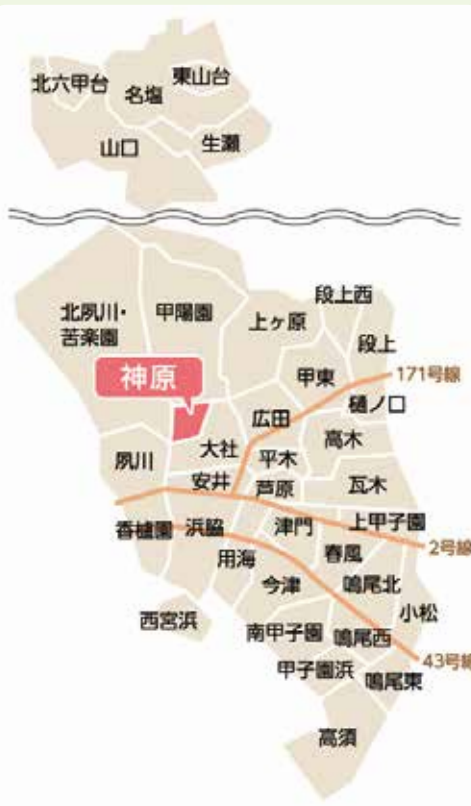 北六甲台
名塩
東山台
山口
生瀬
北夙川・
苦楽園
甲陽園
上ヶ原
段上西
段上
甲東
171号線
神原
広田
樋ノ口
大社
平木
高木
夙川
安井
芦原
瓦木
香櫨園
浜脇
津門
上甲子園
2号線
用海
春風
今津
鳴尾北
西宮浜
小松
南甲子園
鳴尾西
43号線
甲子園浜
鳴尾東
高須